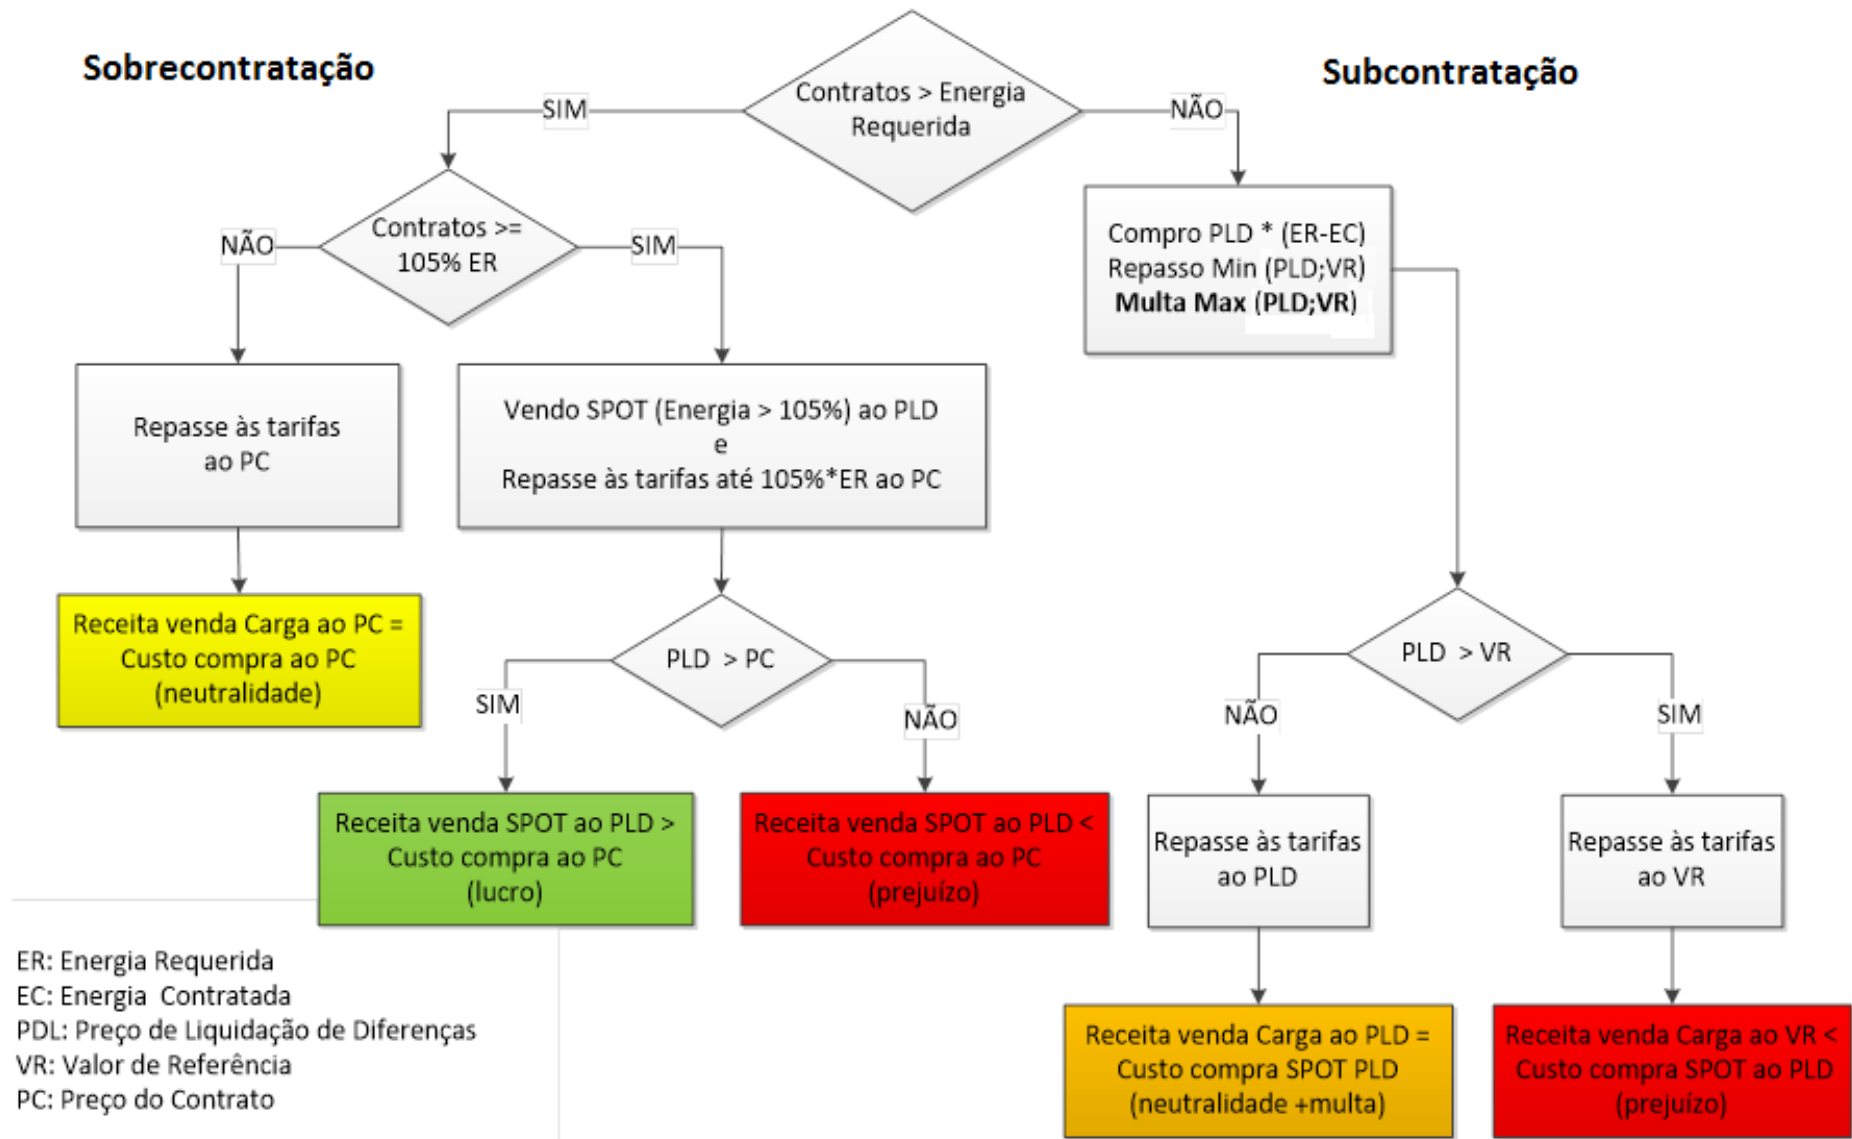 Sobrecontratação
Subcontratação
Contratos > Energia
Requerida
SIM
NÃO
Contratos >=
105% ER
NÃO
SIM
Compro PLD * (ER-EC)
Repasso Min (PLD;VR)
Multa Max (PLD;VR)
Repasse às tarifas
ao PC
Vendo SPOT (Energia > 105%) ao PLD
e
Repasse às tarifas até 105%*ER ao PC
Receita venda Carga ao PC =
Custo compra ao PC
(neutralidade)
PLD > PC
SIM
NÃO
PLD > VR
NÃO
SIM
Receita venda SPOT ao PLD >
Custo compra ao PC
(lucro)
Receita venda SPOT ao PLD <
Custo compra ao PC
(prejuízo)
Repasse às tarifas
ao PLD
Repasse às tarifas
ao VR
Receita venda Carga ao PLD =
Custo compra SPOT PLD
(neutralidade +multa)
Receita venda Carga ao VR <
Custo compra SPOT ao PLD
(prejuízo)
ER: Energia Requerida
EC: Energia Contratada
PDL: Preço de Liquidação de Diferenças
VR: Valor de Referência
PC: Preço do Contrato